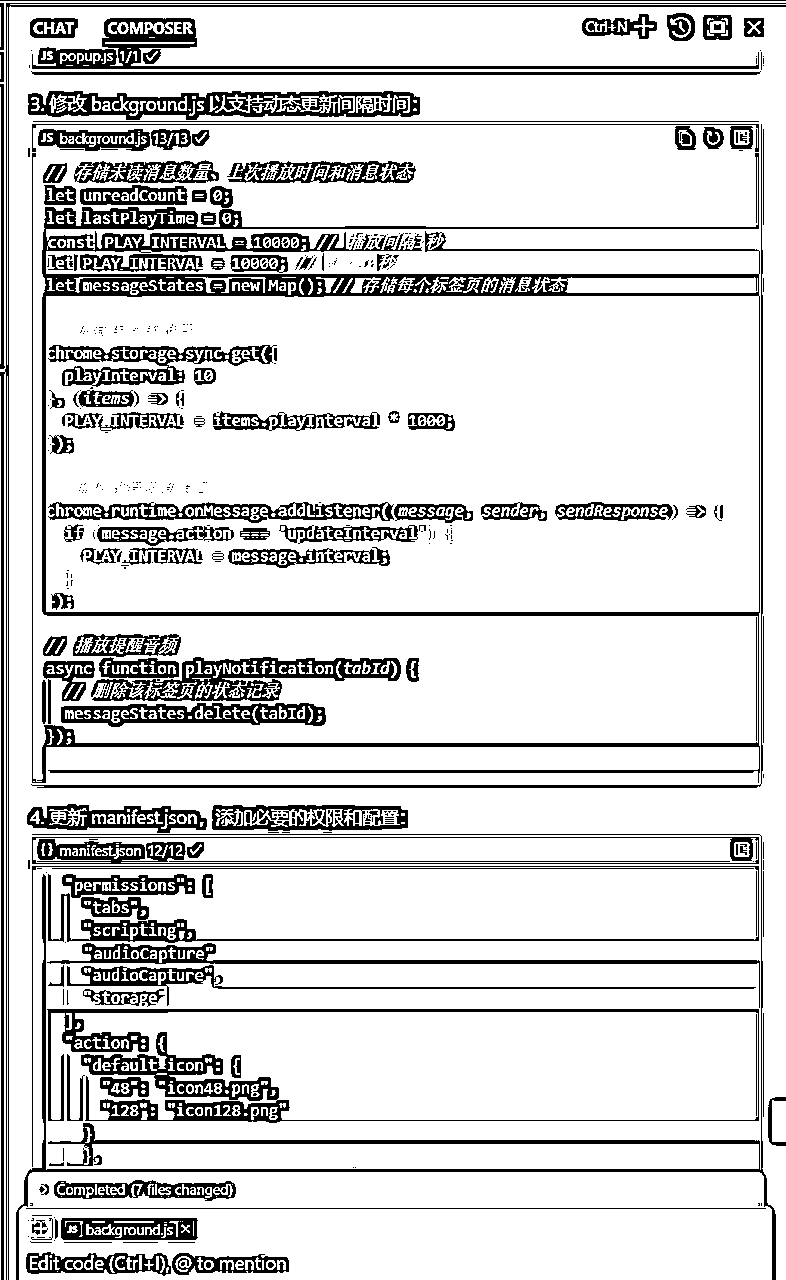 CHAT COMPOSER Ctrl+N
JS popup.js 1/1
3. 修改 background.js 以支持动态更新间隔时间：
JS background.js 13/13
// 存储未读消息数量、上次播放时间和消息状态
let unreadCount = 0;
let lastPlayTime = 0;
const PLAY_INTERVAL = 10000; // 播放间隔 秒
let PLAY_INTERVAL = 10000; // 秒
let messageStates = new Map(); // 存储每个标签页的消息状态
chrome.storage.sync.get({
playInterval: 10
}, (items) => {
PLAY_INTERVAL = items.playInterval * 1000;
});
chrome.runtime.onMessage.addListener((message, sender, sendResponse) => {
if (message.action === 'updateInterval') {
PLAY_INTERVAL = message.interval;
}
});
// 播放提醒音频
async function playNotification(tabId) {
// 删除该标签页的状态记录
messageStates.delete(tabId);
});
4. 更新 manifest.json，添加必要的权限和配置：
{} manifest.json 12/12
"permissions": [
"tabs",
"scripting",
"audioCapture"
"audioCapture",
"storage"
],
"action": {
"default_icon": {
"48": "icon48.png",
"128": "icon128.png"
}
},
Completed (7 files changed)
JS background.js
Edit code (Ctrl+I), @ to mention